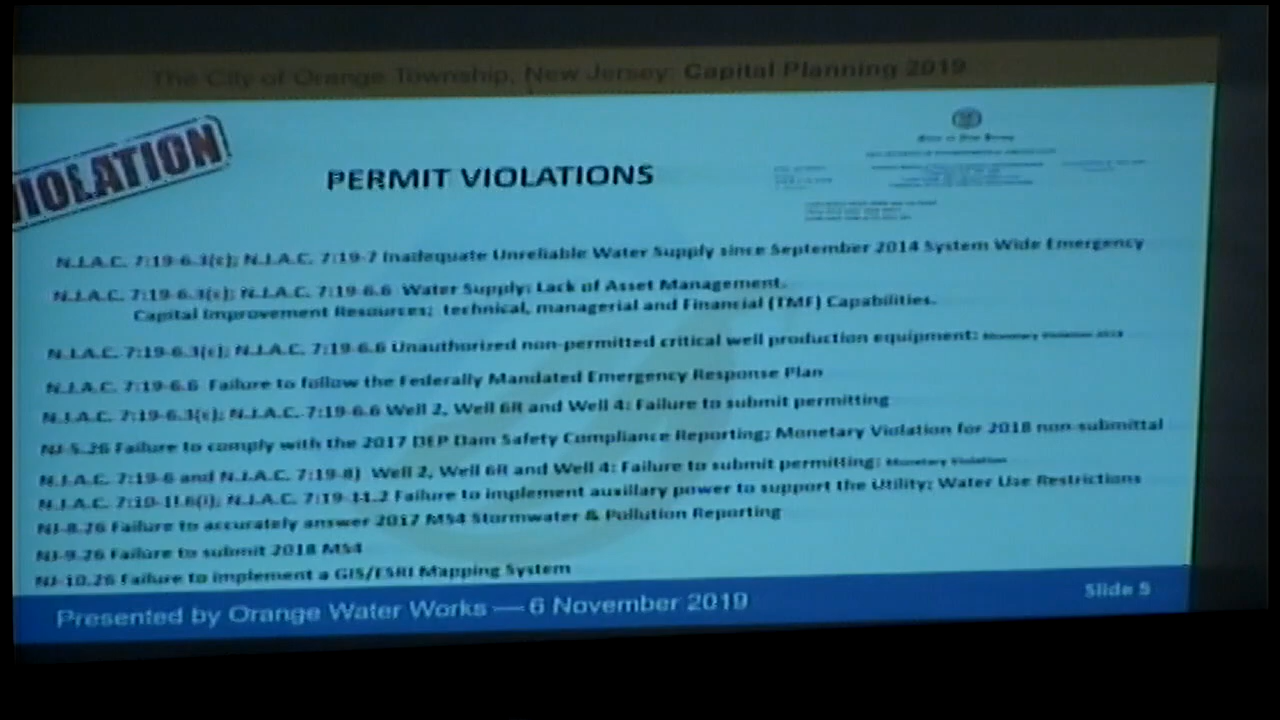 The City of Orange Township, New Jersey: Capital Planning 2019
VIOLATION
PERMIT VIOLATIONS
N.J.A.C. 7:19-6.3(c); N.J.A.C. 7:19-7 Inadequate Unreliable Water Supply since September 2014 System Wide Emergency
N.J.A.C. 7:19-6.3(c); N.J.A.C. 7:19-6.6 Water Supply: Lack of Asset Management.
Capital Improvement Resources; technical, managerial and Financial (TMF) Capabilities.
N.J.A.C. 7:19-6.3(c); N.J.A.C. 7:19-6.6 Unauthorized non-permitted critical well production equipment: Monetary Violation
N.J.A.C. 7:19-6.6 Failure to follow the Federally Mandated Emergency Response Plan
N.J.A.C. 7:19-6.3(c); N.J.A.C. 7:19-6.6 Well 2, Well 6R and Well 4: Failure to submit permitting
NJ-5.26 Failure to comply with the 2017 DEP Dam Safety Compliance Reporting; Monetary Violation for 2018 non-submittal
N.J.A.C. 7:19-6 and N.J.A.C. 7:19-8) Well 2, Well 6R and Well 4: Failure to submit permitting: Monetary Violation
N.J.A.C. 7:10-11.6(i); N.J.A.C. 7:19-11.2 Failure to implement auxillary power to support the Utility; Water Use Restrictions
NJ-8.26 Failure to accurately answer 2017 MS4 Stormwater & Pollution Reporting
NJ-9.26 Failure to submit 2018 MS4
NJ-10.26 Failure to implement a GIS/ESRI Mapping System
Presented by Orange Water Works — 6 November 2019
Slide 5